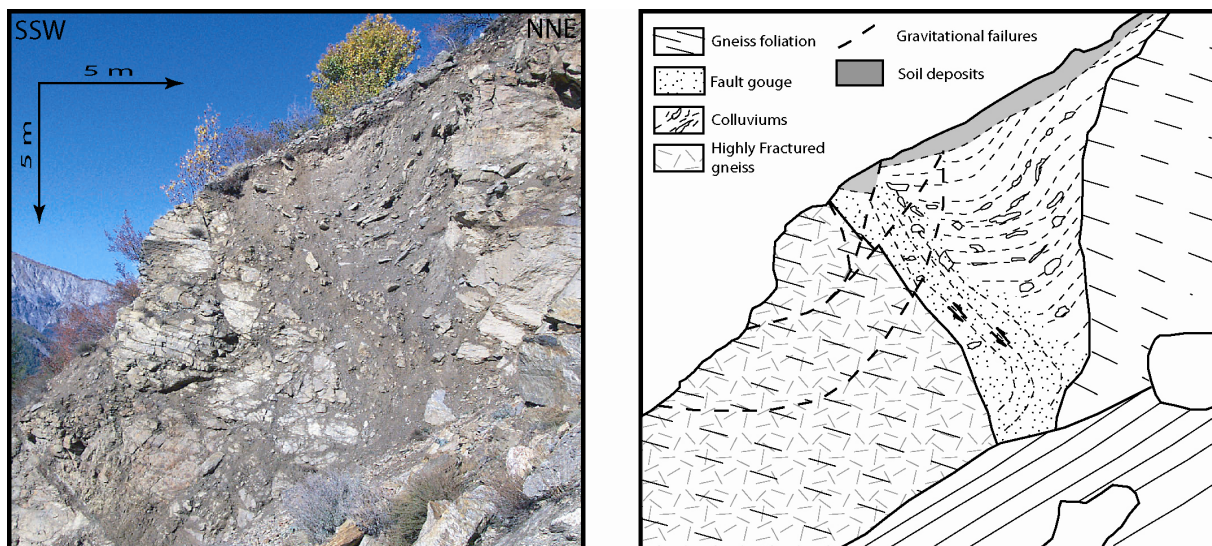 SSW
NNE
5 m
5 m
Gneiss foliation
Fault gouge
Colluviums
Highly Fractured
gneiss
Gravitational failures
Soil deposits